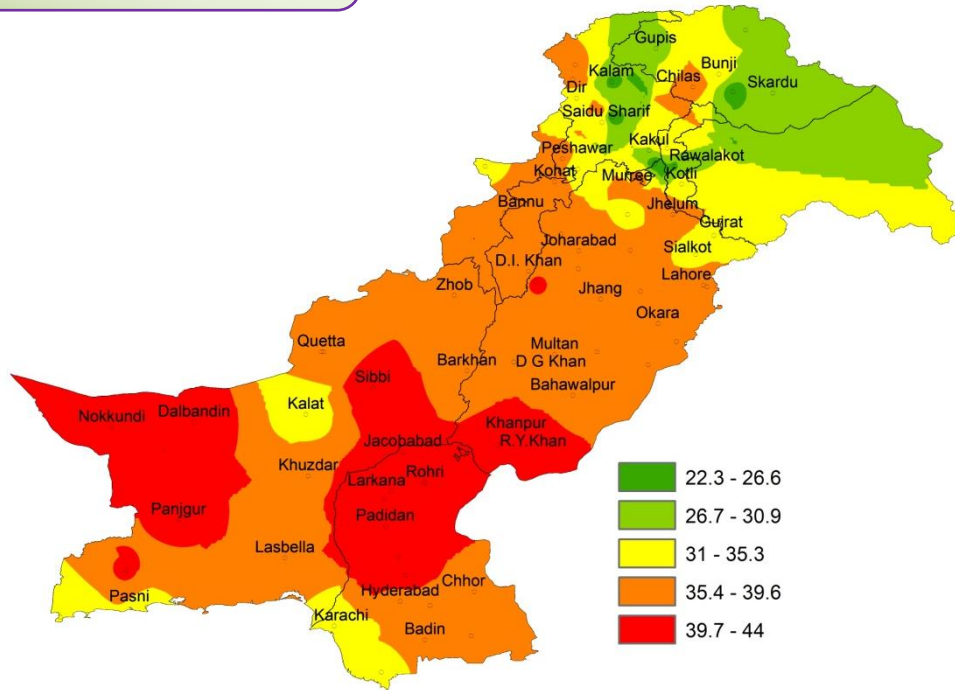 Gupis
Bunji
Kalam
Chilas
Skardu
Dir
Saidu Sharif
Kakul
Peshawar
Rawalakot
Kohat
Murree
Kotli
Bannu
Jhelum
Gujrat
Joharabad
Sialkot
D.I. Khan
Lahore
Zhob
Jhang
Okara
Quetta
Multan
Barkhan
D G Khan
Sibbi
Bahawalpur
Kalat
Nokkundi
Dalbandin
Khanpur
Jacobabad
R.Y.Khan
Khuzdar
Larkana
Rohri
Panjgur
Padidan
Lasbella
Pasni
Hyderabad
Chhor
Karachi
Badin
22.3 - 26.6
26.7 - 30.9
31 - 35.3
35.4 - 39.6
39.7 - 44